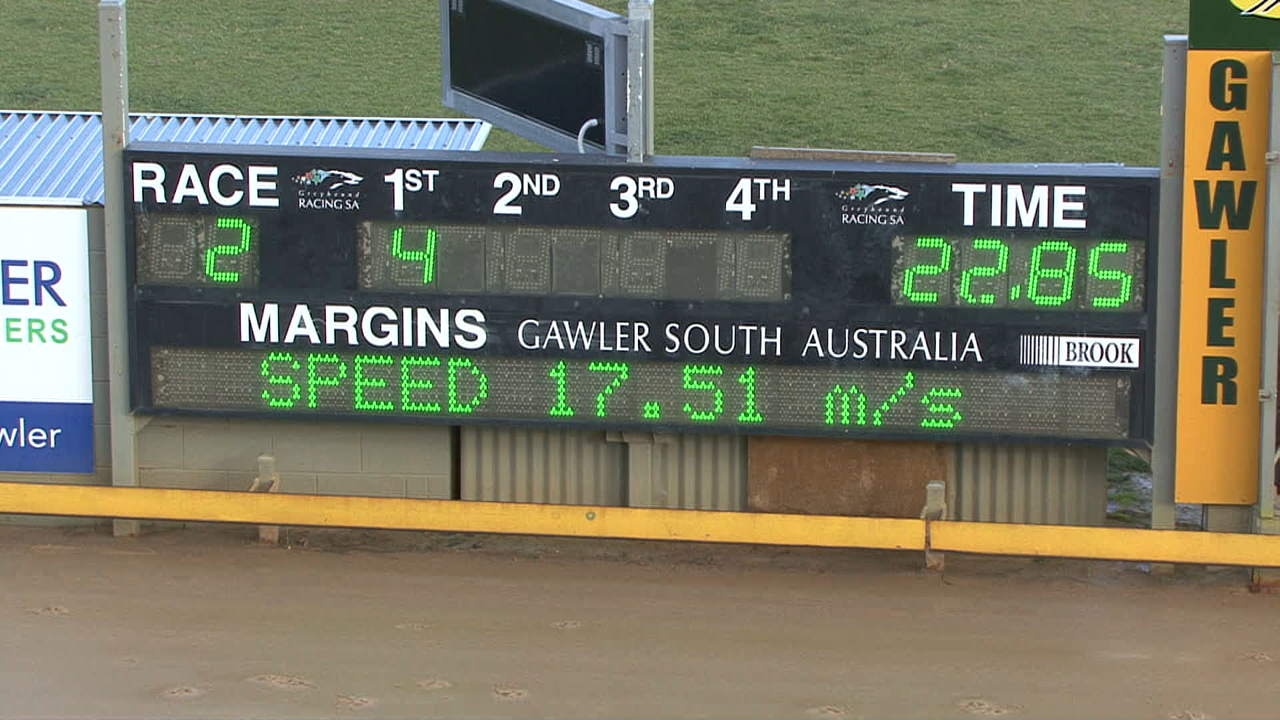 RACE Greyhound RACING SA 1ST 2ND 3RD 4TH Greyhound RACING SA TIME
2 4 22.85
MARGINS GAWLER SOUTH AUSTRALIA BROOK
SPEED 17.51 m/s
ER
ERS
wler
GAWLER